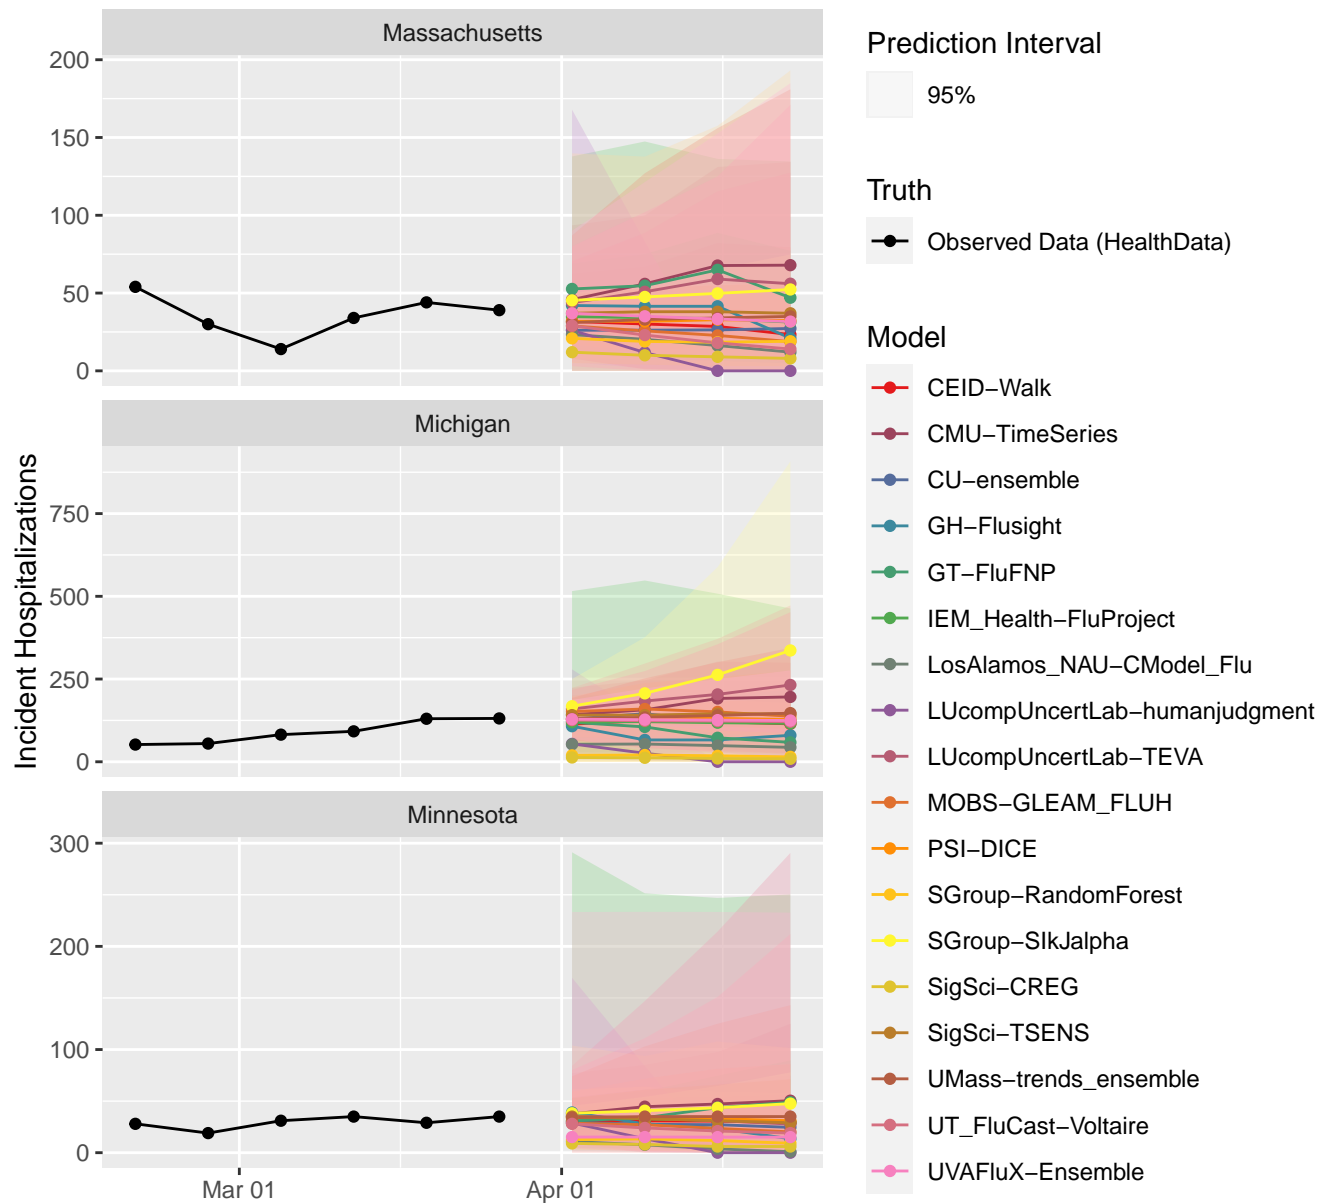 Massachusetts
200
150
100
50
0
Michigan
750
500
250
0
Minnesota
300
200
100
0
Mar 01
Apr 01
Incident Hospitalizations
Prediction Interval
95%
Truth
Observed Data (HealthData)
Model
CEID−Walk
CMU−TimeSeries
CU−ensemble
GH−Flusight
GT−FluFNP
IEM_Health−FluProject
LosAlamos_NAU−CModel_Flu
LUcompUncertLab−humanjudgment
LUcompUncertLab−TEVA
MOBS−GLEAM_FLUH
PSI−DICE
SGroup−RandomForest
SGroup−SIkJalpha
SigSci−CREG
SigSci−TSENS
UMass−trends_ensemble
UT_FluCast−Voltaire
UVAFluX−Ensemble